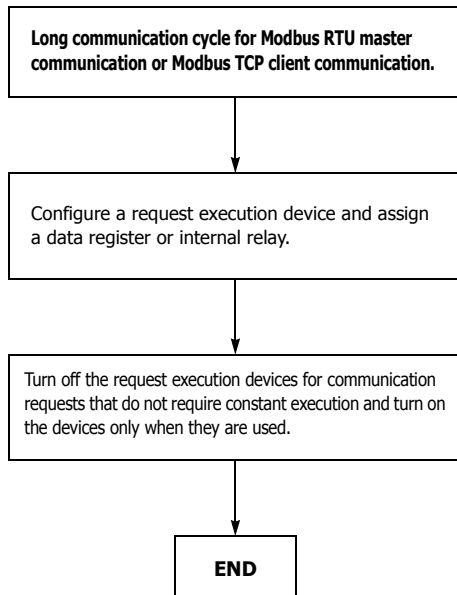 Long communication cycle for Modbus RTU master
communication or Modbus TCP client communication.
Configure a request execution device and assign
a data register or internal relay.
Turn off the request execution devices for communication
requests that do not require constant execution and turn on
the devices only when they are used.
END